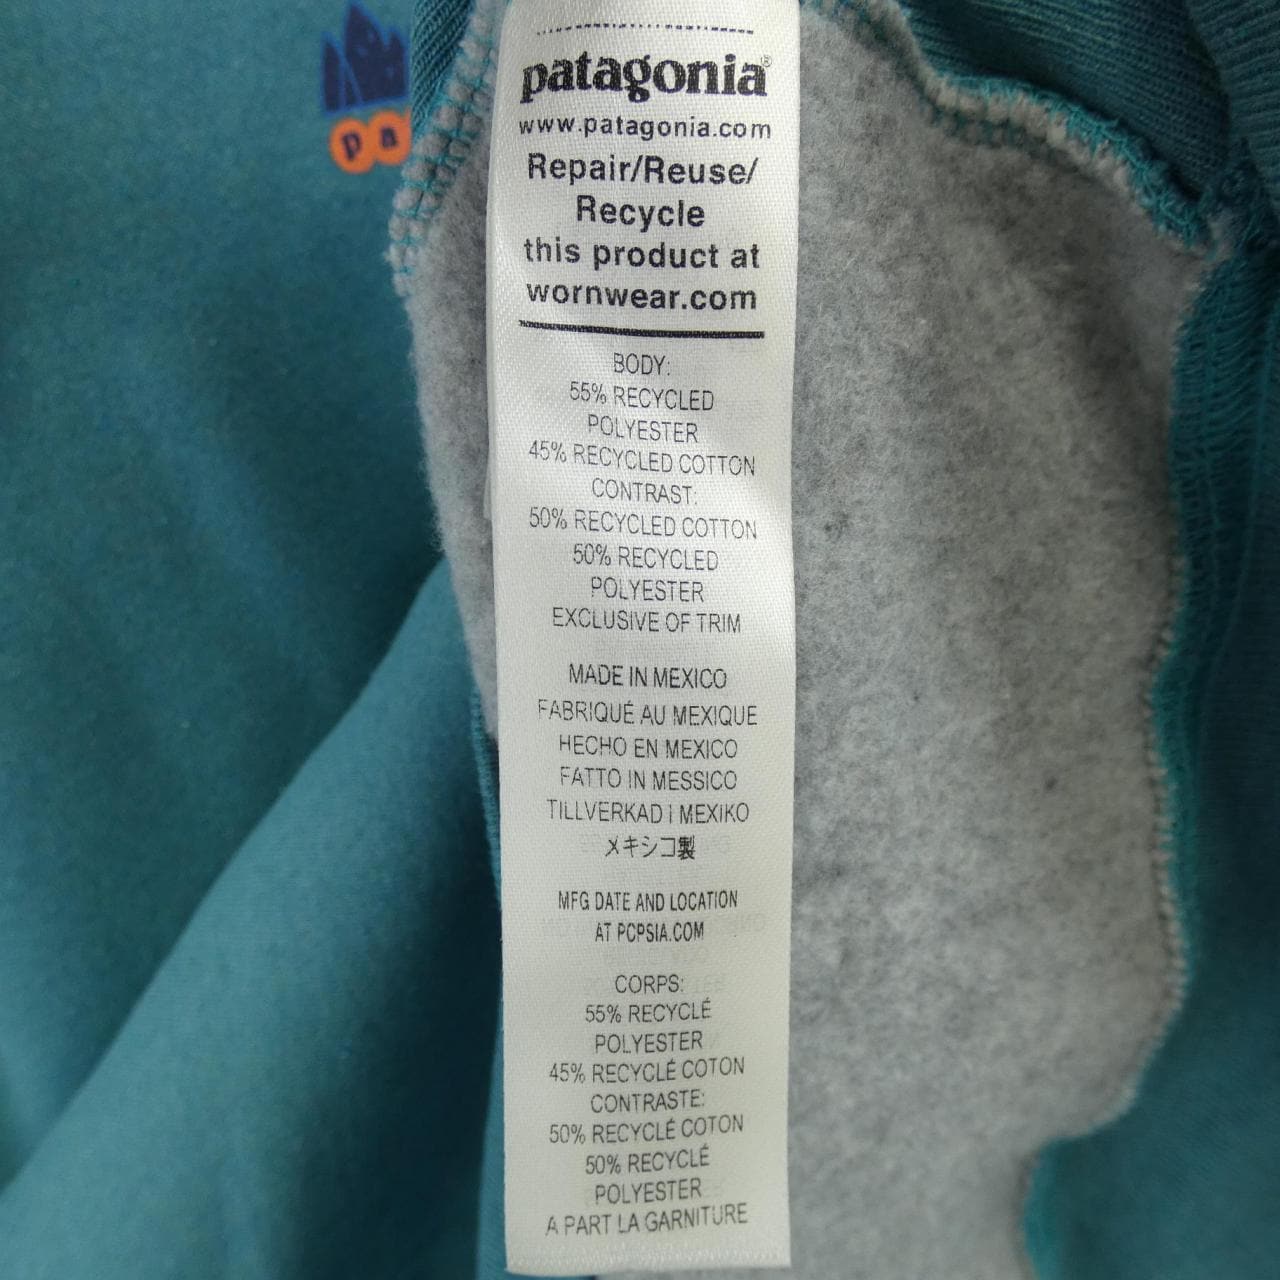 pa
patagonia®
www.patagonia.com
Repair/Reuse/
Recycle
this product at
wornwear.com
BODY:
55% RECYCLED
POLYESTER
45% RECYCLED COTTON
CONTRAST:
50% RECYCLED COTTON
50% RECYCLED
POLYESTER
EXCLUSIVE OF TRIM
MADE IN MEXICO
FABRIQUÉ AU MEXIQUE
HECHO EN MEXICO
FATTO IN MESSICO
TILLVERKAD I MEXIKO
メキシコ製
MFG DATE AND LOCATION
AT PCPSIA.COM
CORPS:
55% RECYCLÉ
POLYESTER
45% RECYCLÉ COTON
CONTRASTE:
50% RECYCLÉ COTON
50% RECYCLÉ
POLYESTER
A PART LA GARNITURE